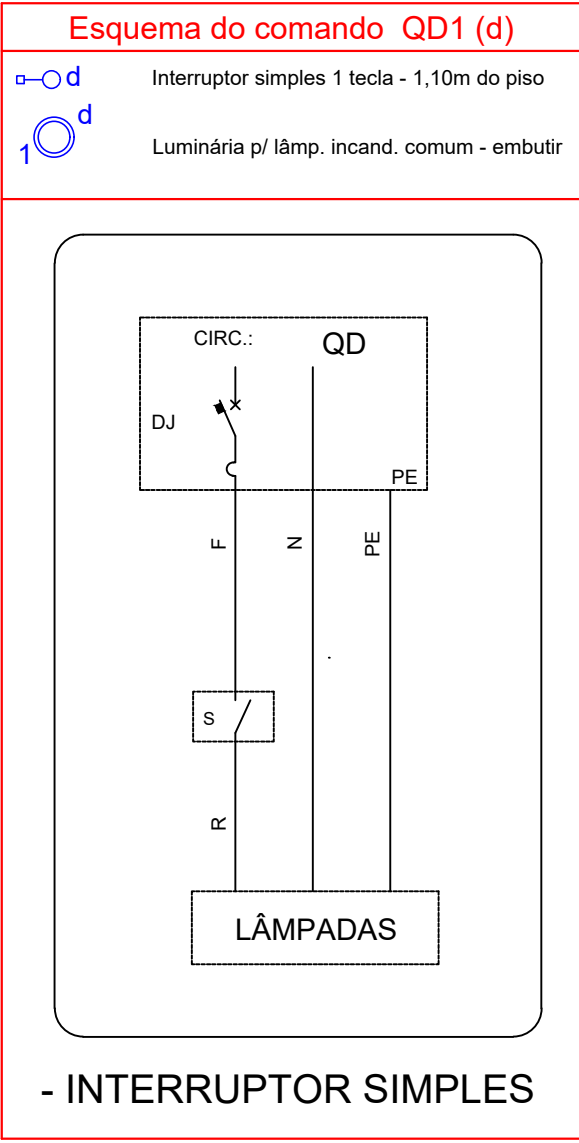 Esquema do comando QD1 (d)
d
Interruptor simples 1 tecla - 1,10m do piso
d
1
Luminária p/ lâmp. incand. comum - embutir
CIRC.:
QD
DJ
PE
F
N
PE
S
R
LÂMPADAS
- INTERRUPTOR SIMPLES